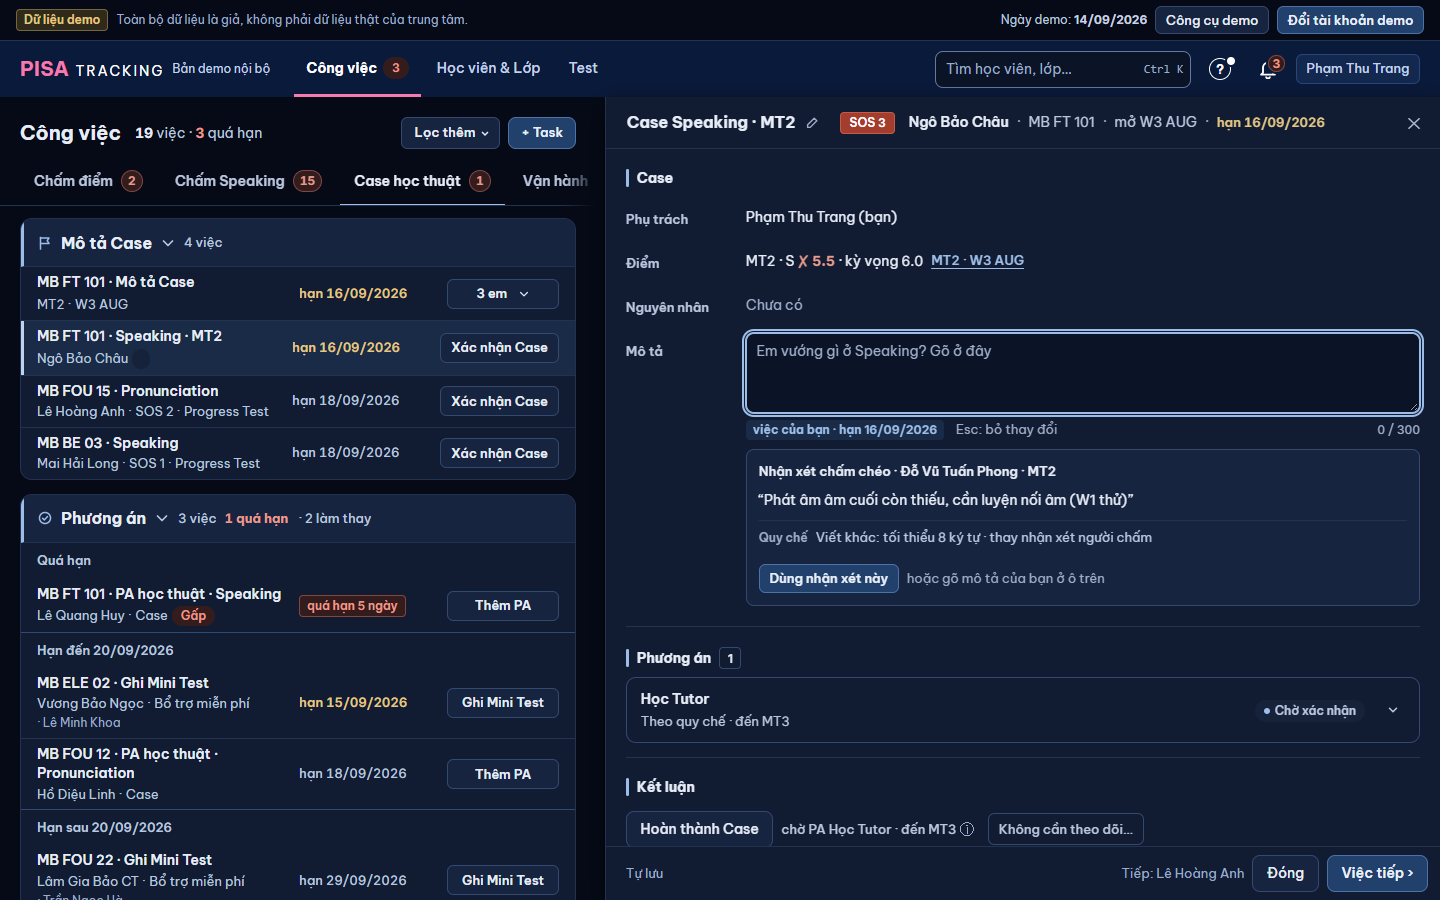 Dữ liệu demo Toàn bộ dữ liệu là giả, không phải dữ liệu thật của trung tâm. Ngày demo: 14/09/2026 Công cụ demo Đổi tài khoản demo
PISA TRACKING Bản demo nội bộ Công việc 3 Học viên & Lớp Test Tìm học viên, lớp... Ctrl K ? 3 Phạm Thu Trang
Công việc 19 việc · 3 quá hạn Lọc thêm + Task
Chấm điểm 2 Chấm Speaking 15 Case học thuật 1 Vận hành
Mô tả Case 4 việc
MB FT 101 · Mô tả Case
MT2 · W3 AUG
hạn 16/09/2026 3 em
MB FT 101 · Speaking · MT2
Ngô Bảo Châu
hạn 16/09/2026 Xác nhận Case
MB FOU 15 · Pronunciation
Lê Hoàng Anh · SOS 2 · Progress Test
hạn 18/09/2026 Xác nhận Case
MB BE 03 · Speaking
Mai Hải Long · SOS 1 · Progress Test
hạn 18/09/2026 Xác nhận Case
Phương án 3 việc 1 quá hạn · 2 làm thay
Quá hạn
MB FT 101 · PA học thuật · Speaking
Lê Quang Huy · Case Gấp
quá hạn 5 ngày Thêm PA
Hạn đến 20/09/2026
MB ELE 02 · Ghi Mini Test
Vương Bảo Ngọc · Bổ trợ miễn phí
· Lê Minh Khoa
hạn 15/09/2026 Ghi Mini Test
MB FOU 12 · PA học thuật ·
Pronunciation
Hồ Diệu Linh · Case
hạn 18/09/2026 Thêm PA
Hạn sau 20/09/2026
MB FOU 22 · Ghi Mini Test
Lâm Gia Bảo CT · Bổ trợ miễn phí
· Trần Ngọc Hà
hạn 29/09/2026 Ghi Mini Test
Case Speaking · MT2 SOS 3 Ngô Bảo Châu · MB FT 101 · mở W3 AUG · hạn 16/09/2026
Case
Phụ trách Phạm Thu Trang (bạn)
Điểm MT2 · S ✗ 5.5 · kỳ vọng 6.0 MT2 · W3 AUG
Nguyên nhân Chưa có
Mô tả Em vướng gì ở Speaking? Gõ ở đây
việc của bạn · hạn 16/09/2026 Esc: bỏ thay đổi 0 / 300
Nhận xét chấm chéo · Đỗ Vũ Tuấn Phong · MT2
“Phát âm âm cuối còn thiếu, cần luyện nối âm (W1 thử)”
Quy chế Viết khác: tối thiểu 8 ký tự · thay nhận xét người chấm
Dùng nhận xét này hoặc gõ mô tả của bạn ở ô trên
Phương án 1
Học Tutor
Theo quy chế · đến MT3
Chờ xác nhận
Kết luận
Hoàn thành Case chờ PA Học Tutor · đến MT3 Không cần theo dõi...
Tự lưu Tiếp: Lê Hoàng Anh Đóng Việc tiếp ›